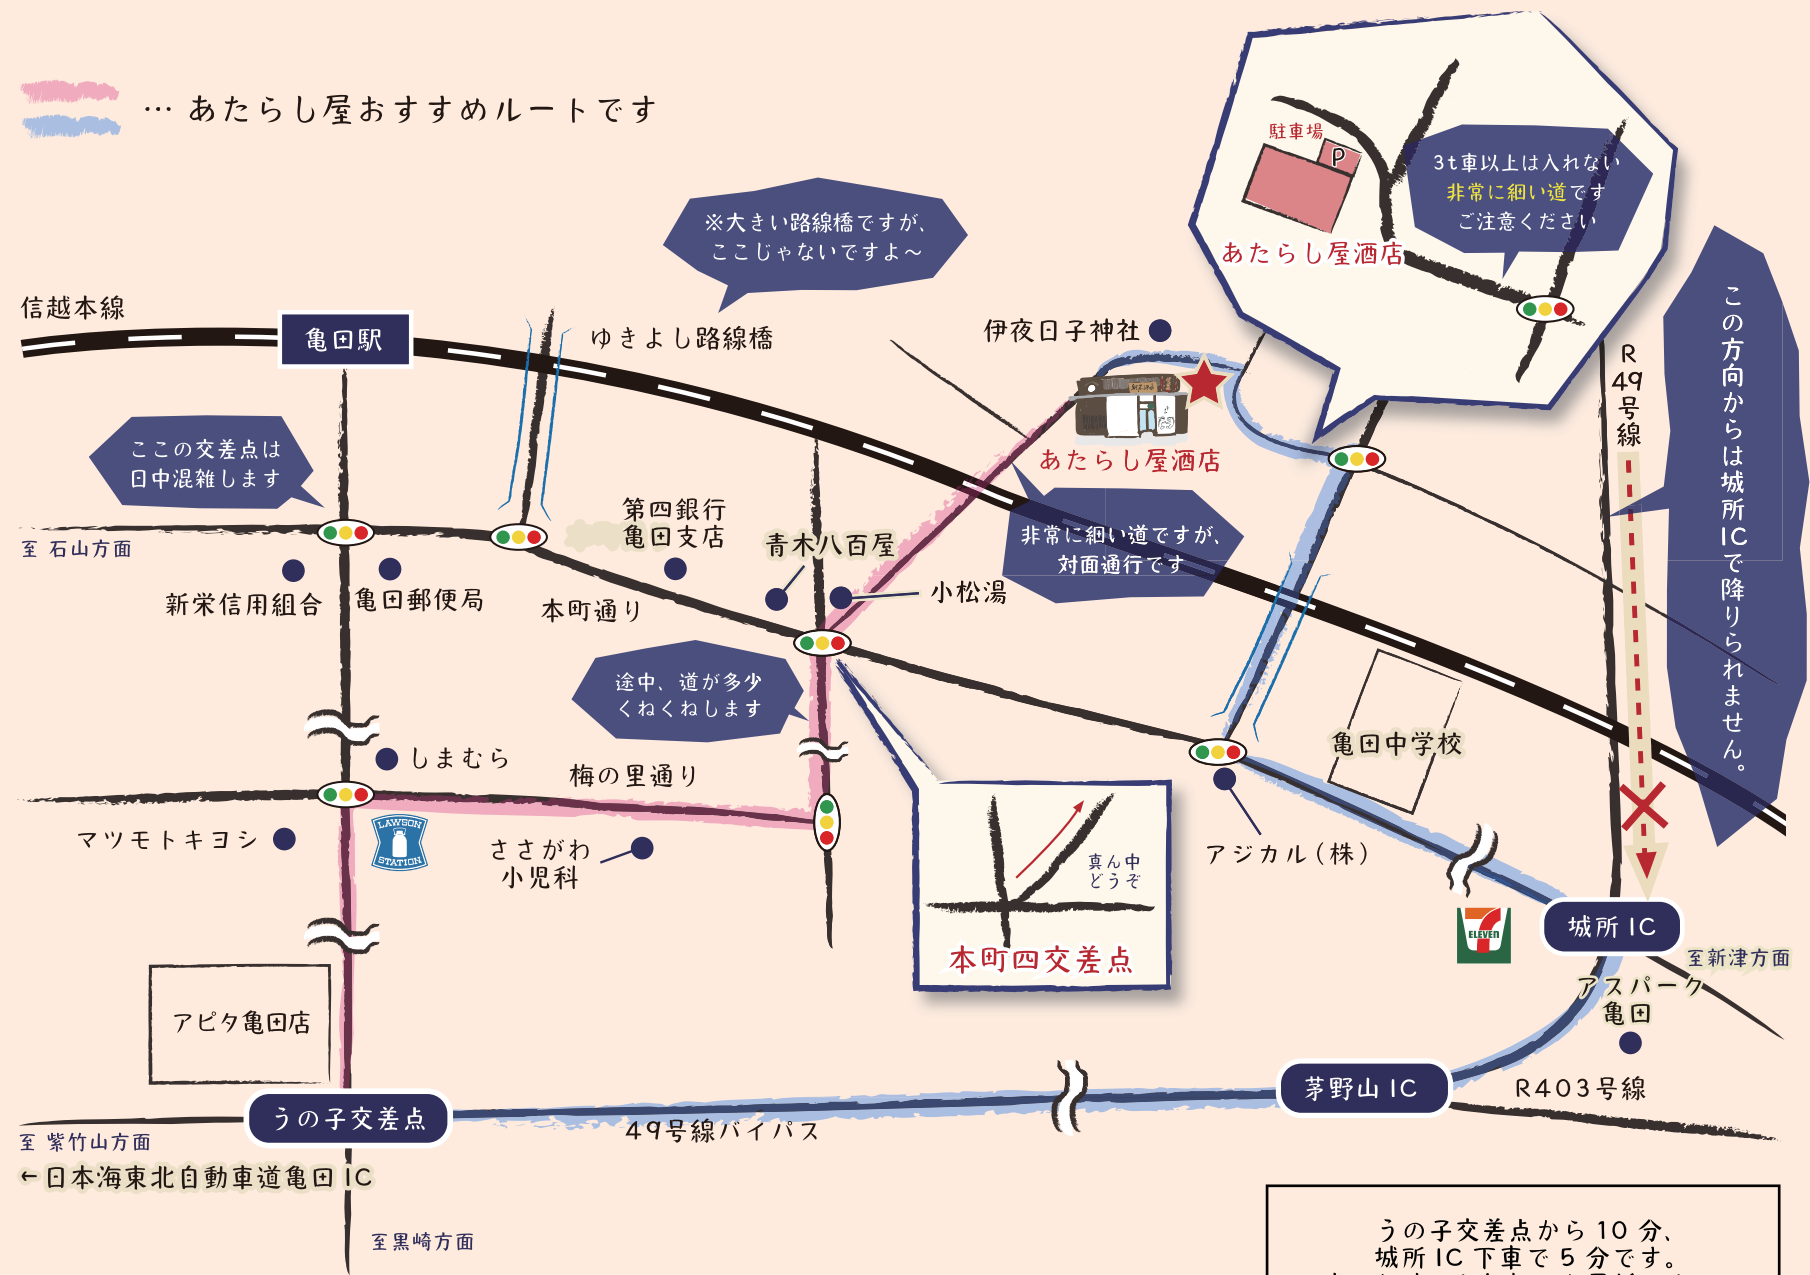 … あたらし屋おすすめルートです
※大きい路線橋ですが、
ここじゃないですよ〜
駐車場
P
あたらし屋酒店
3t車以上は入れない
非常に細い道です
ご注意ください
信越本線
亀田駅
ゆきよし路線橋
伊夜日子神社
R
49
号
線
この方向からは城所ICで降りられません。
ここの交差点は
日中混雑します
あたらし屋酒店
第四銀行
亀田支店
至 石山方面
青木八百屋
非常に細い道ですが、
対面通行です
新栄信用組合
亀田郵便局
本町通り
小松湯
途中、道が多少
くねくねします
しまむら
梅の里通り
亀田中学校
マツモトキヨシ
LAWSON
STATION
ささがわ
小児科
真ん中
どうぞ
本町四交差点
アジカル(株)
7
ELEVEN
城所 IC
至新津方面
アスパーク
亀田
アピタ亀田店
うの子交差点
49号線バイパス
茅野山 IC
R403号線
至 紫竹山方面
←日本海東北自動車道亀田 IC
至黒崎方面
うの子交差点から 10 分、
城所 IC 下車で 5 分です。